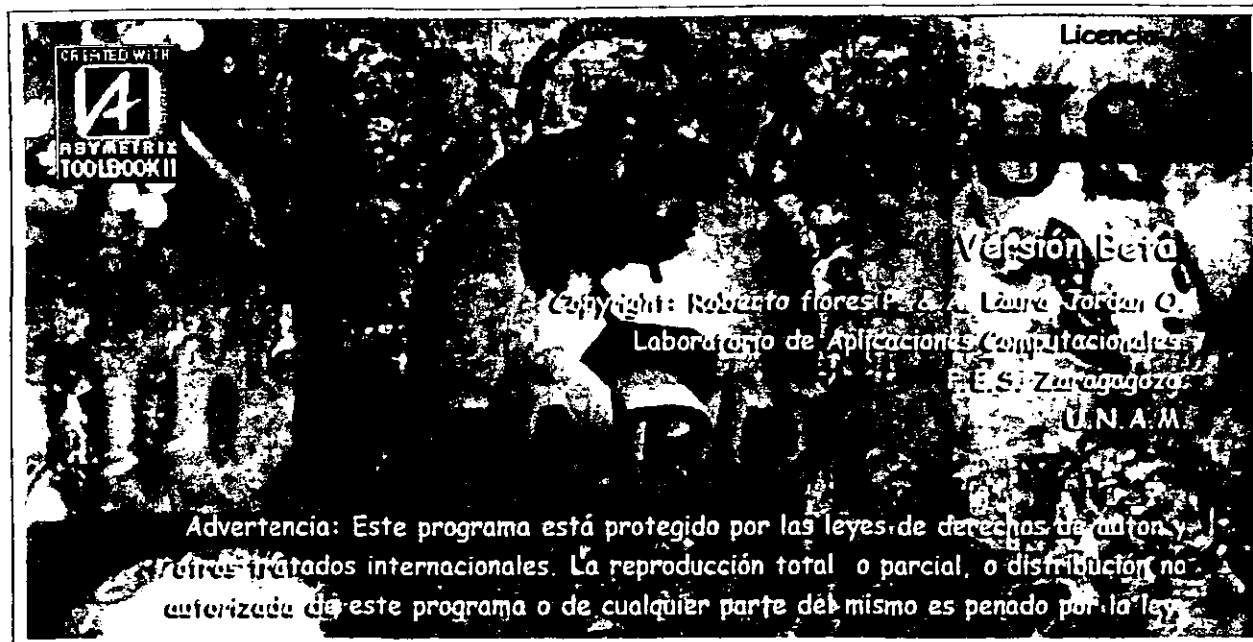 CREATED WITH
ASYMETRIX
TOOLBOOK II
Licencia
Versión Beta
Copyright: Roberto flores P. & A. Laura Jordan O.
Laboratorio de Aplicaciones Computacionales
F.E.S. Zaragagoza
U.N.A.M.
Advertencia: Este programa está protegido por las leyes de derechos de autor y
otros tratados internacionales. La reproducción total o parcial, o distribución no
autorizada de este programa o de cualquier parte del mismo es penado por la ley